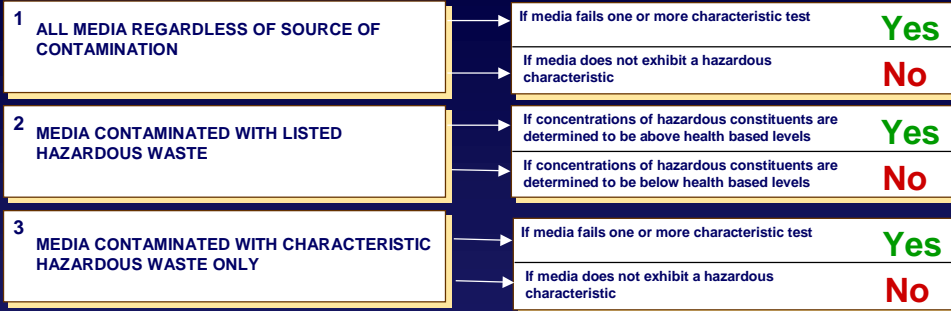 1
ALL MEDIA REGARDLESS OF SOURCE OF
CONTAMINATION
If media fails one or more characteristic test
Yes
If media does not exhibit a hazardous
characteristic
No
2
MEDIA CONTAMINATED WITH LISTED
HAZARDOUS WASTE
If concentrations of hazardous constituents are
determined to be above health based levels
Yes
If concentrations of hazardous constituents are
determined to be below health based levels
No
3
MEDIA CONTAMINATED WITH CHARACTERISTIC
HAZARDOUS WASTE ONLY
If media fails one or more characteristic test
Yes
If media does not exhibit a hazardous
characteristic
No